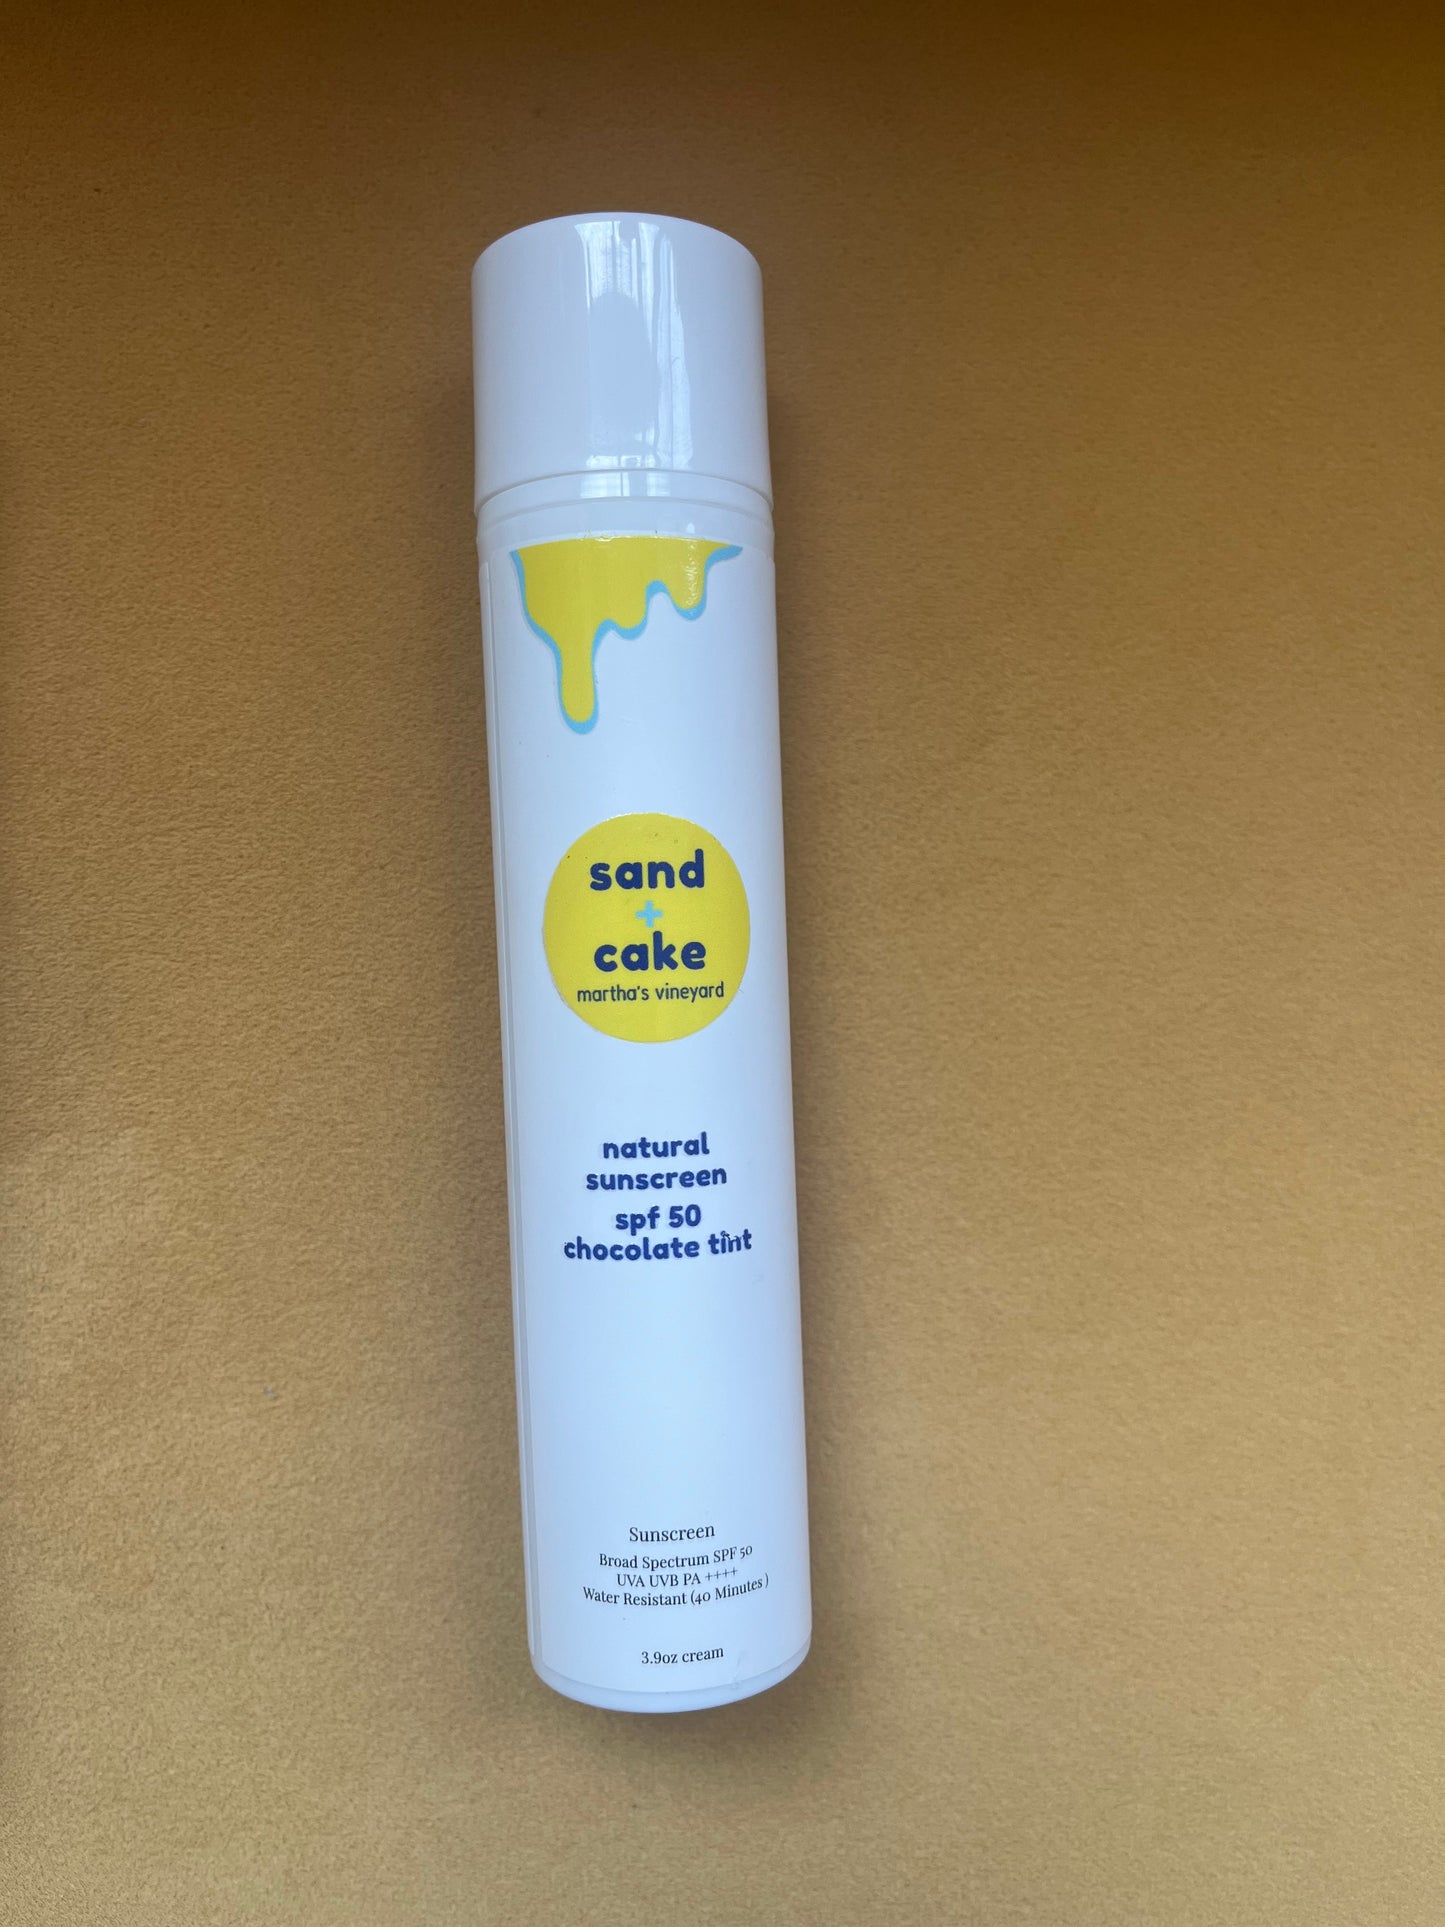 sand
+
cake
martha's vineyard
natural
sunscreen
spf 50
chocolate tint
Sunscreen
Broad Spectrum SPF 50
UVA UVB PA ++++
Water Resistant (40 Minutes )
3.9oz cream